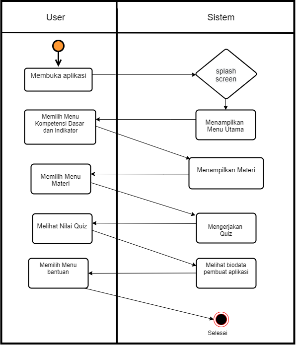 User
Sistem
Membuka aplikasi
splash
screen
Memilih Menu
Kompetensi Dasar
dan Indikator
Menampilkan
Menu Utama
Menampilkan Materi
Memilih Menu
Materi
Melihat Nilai Quiz
Mengerjakan
Quiz
Memilih Menu
bantuan
Melihat biodata
pembuat aplikasi
Selesai